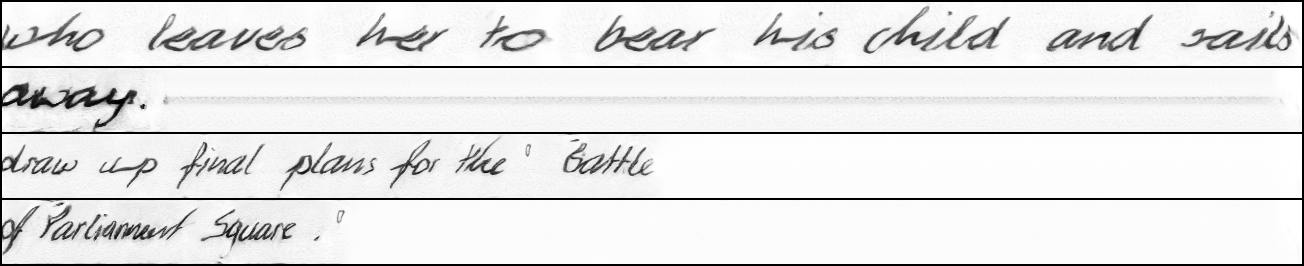 who leaves her to bear his child and sails
away.
draw up final plans for the ' Battle
of Parliament Square . '